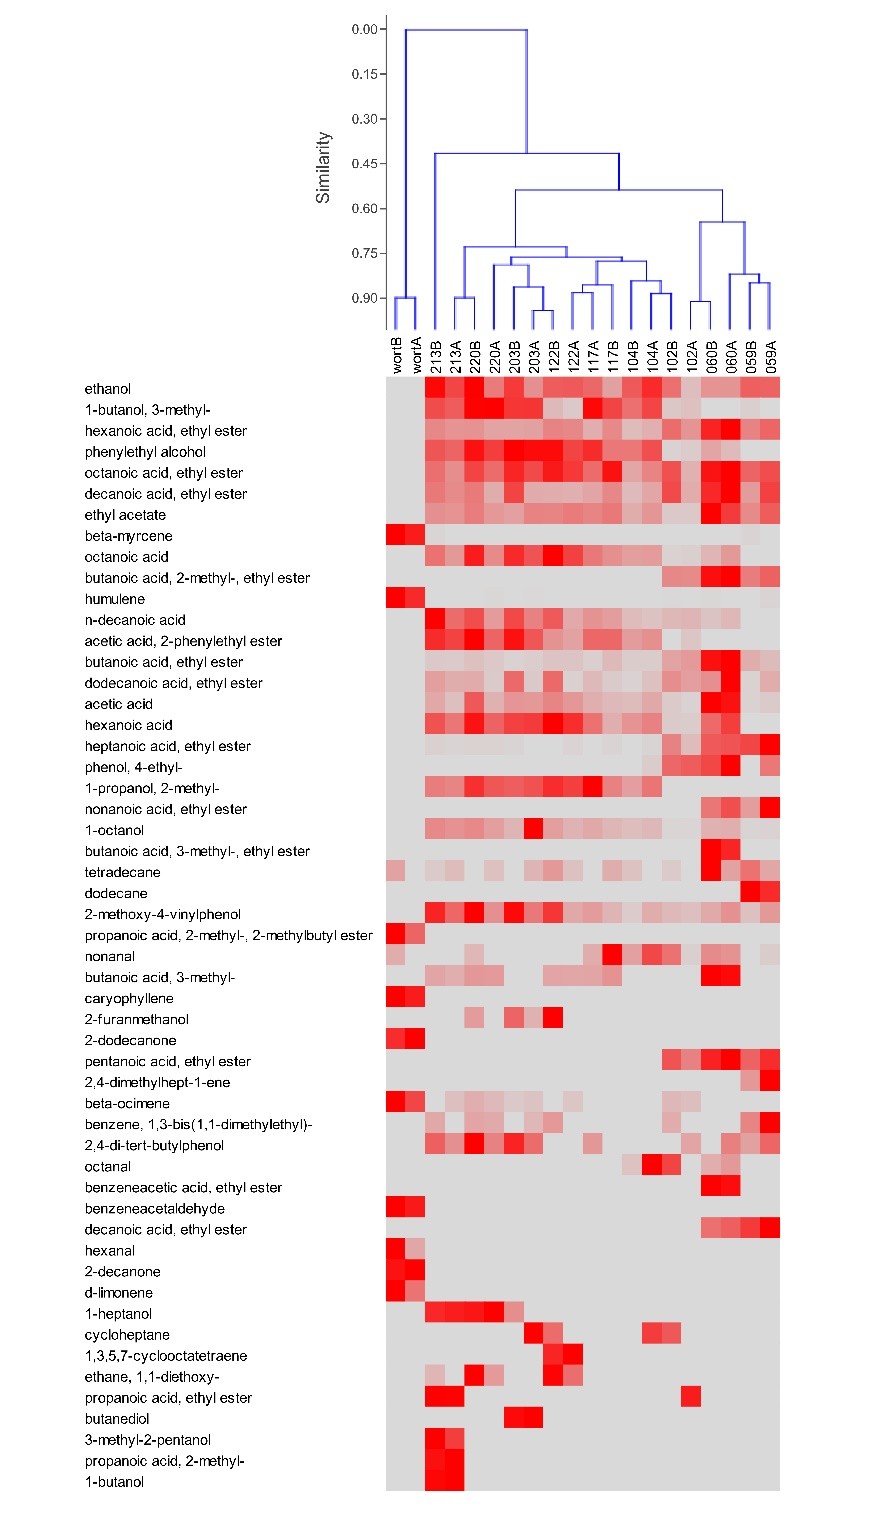 0.00
0.15
0.30
0.45
0.60
0.75
0.90
Similarity
wortB wortA 213B 213A 220B 220A 203B 203A 122B 122A 117A 117B 104B 104A 102B 102A 060B 060A 059B 059A
ethanol
1-butanol, 3-methyl-
hexanoic acid, ethyl ester
phenylethyl alcohol
octanoic acid, ethyl ester
decanoic acid, ethyl ester
ethyl acetate
beta-myrcene
octanoic acid
butanoic acid, 2-methyl-, ethyl ester
humulene
n-decanoic acid
acetic acid, 2-phenylethyl ester
butanoic acid, ethyl ester
dodecanoic acid, ethyl ester
acetic acid
hexanoic acid
heptanoic acid, ethyl ester
phenol, 4-ethyl-
1-propanol, 2-methyl-
nonanoic acid, ethyl ester
1-octanol
butanoic acid, 3-methyl-, ethyl ester
tetradecane
dodecane
2-methoxy-4-vinylphenol
propanoic acid, 2-methyl-, 2-methylbutyl ester
nonanal
butanoic acid, 3-methyl-
caryophyllene
2-furanmethanol
2-dodecanone
pentanoic acid, ethyl ester
2,4-dimethylhept-1-ene
beta-ocimene
benzene, 1,3-bis(1,1-dimethylethyl)-
2,4-di-tert-butylphenol
octanal
benzeneacetic acid, ethyl ester
benzeneacetaldehyde
decanoic acid, ethyl ester
hexanal
2-decanone
d-limonene
1-heptanol
cycloheptane
1,3,5,7-cyclooctatetraene
ethane, 1,1-diethoxy-
propanoic acid, ethyl ester
butanediol
3-methyl-2-pentanol
propanoic acid, 2-methyl-
1-butanol